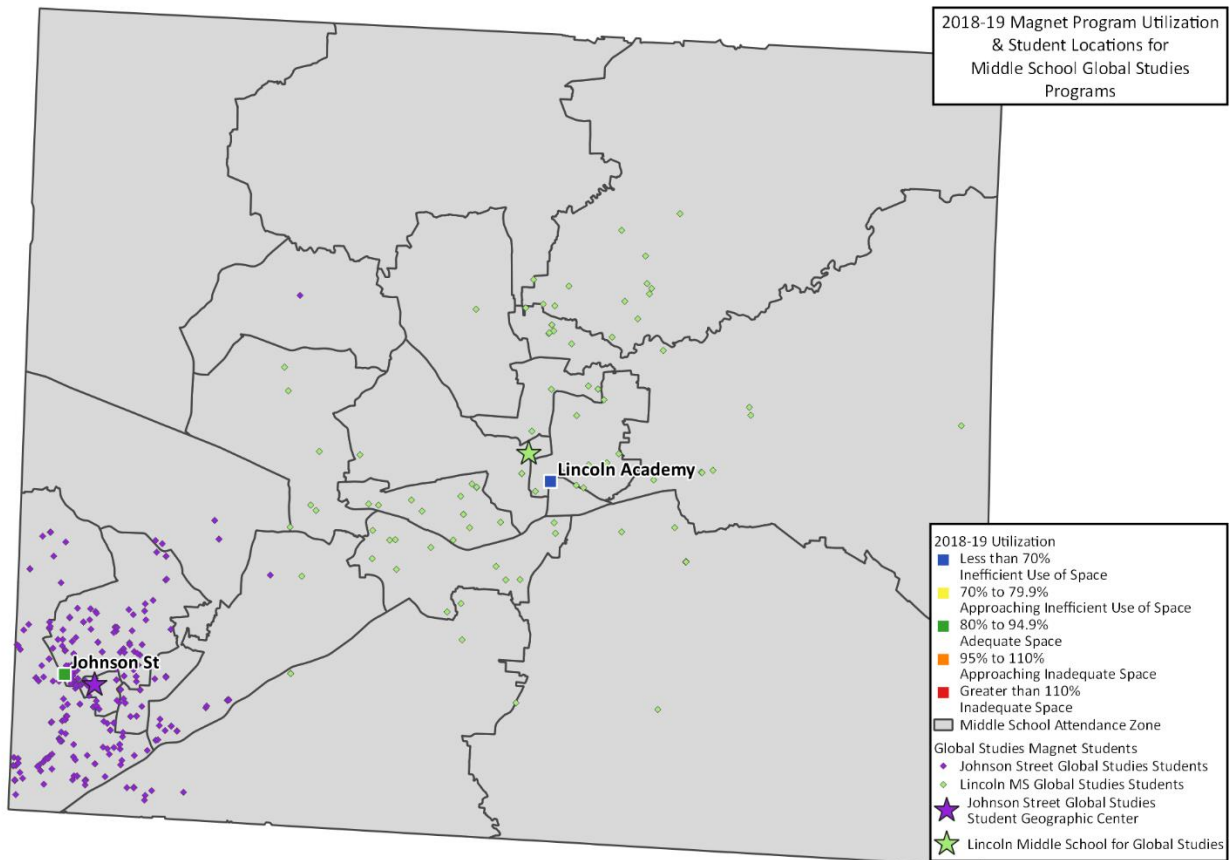 2018-19 Magnet Program Utilization
& Student Locations for
Middle School Global Studies
Programs
Lincoln Academy
Johnson St
2018-19 Utilization
Less than 70%
Inefficient Use of Space
70% to 79.9%
Approaching Inefficient Use of Space
80% to 94.9%
Adequate Space
95% to 110%
Approaching Inadequate Space
Greater than 110%
Inadequate Space
Middle School Attendance Zone
Global Studies Magnet Students
Johnson Street Global Studies Students
Lincoln MS Global Studies Students
Johnson Street Global Studies
Student Geographic Center
Lincoln Middle School for Global Studies